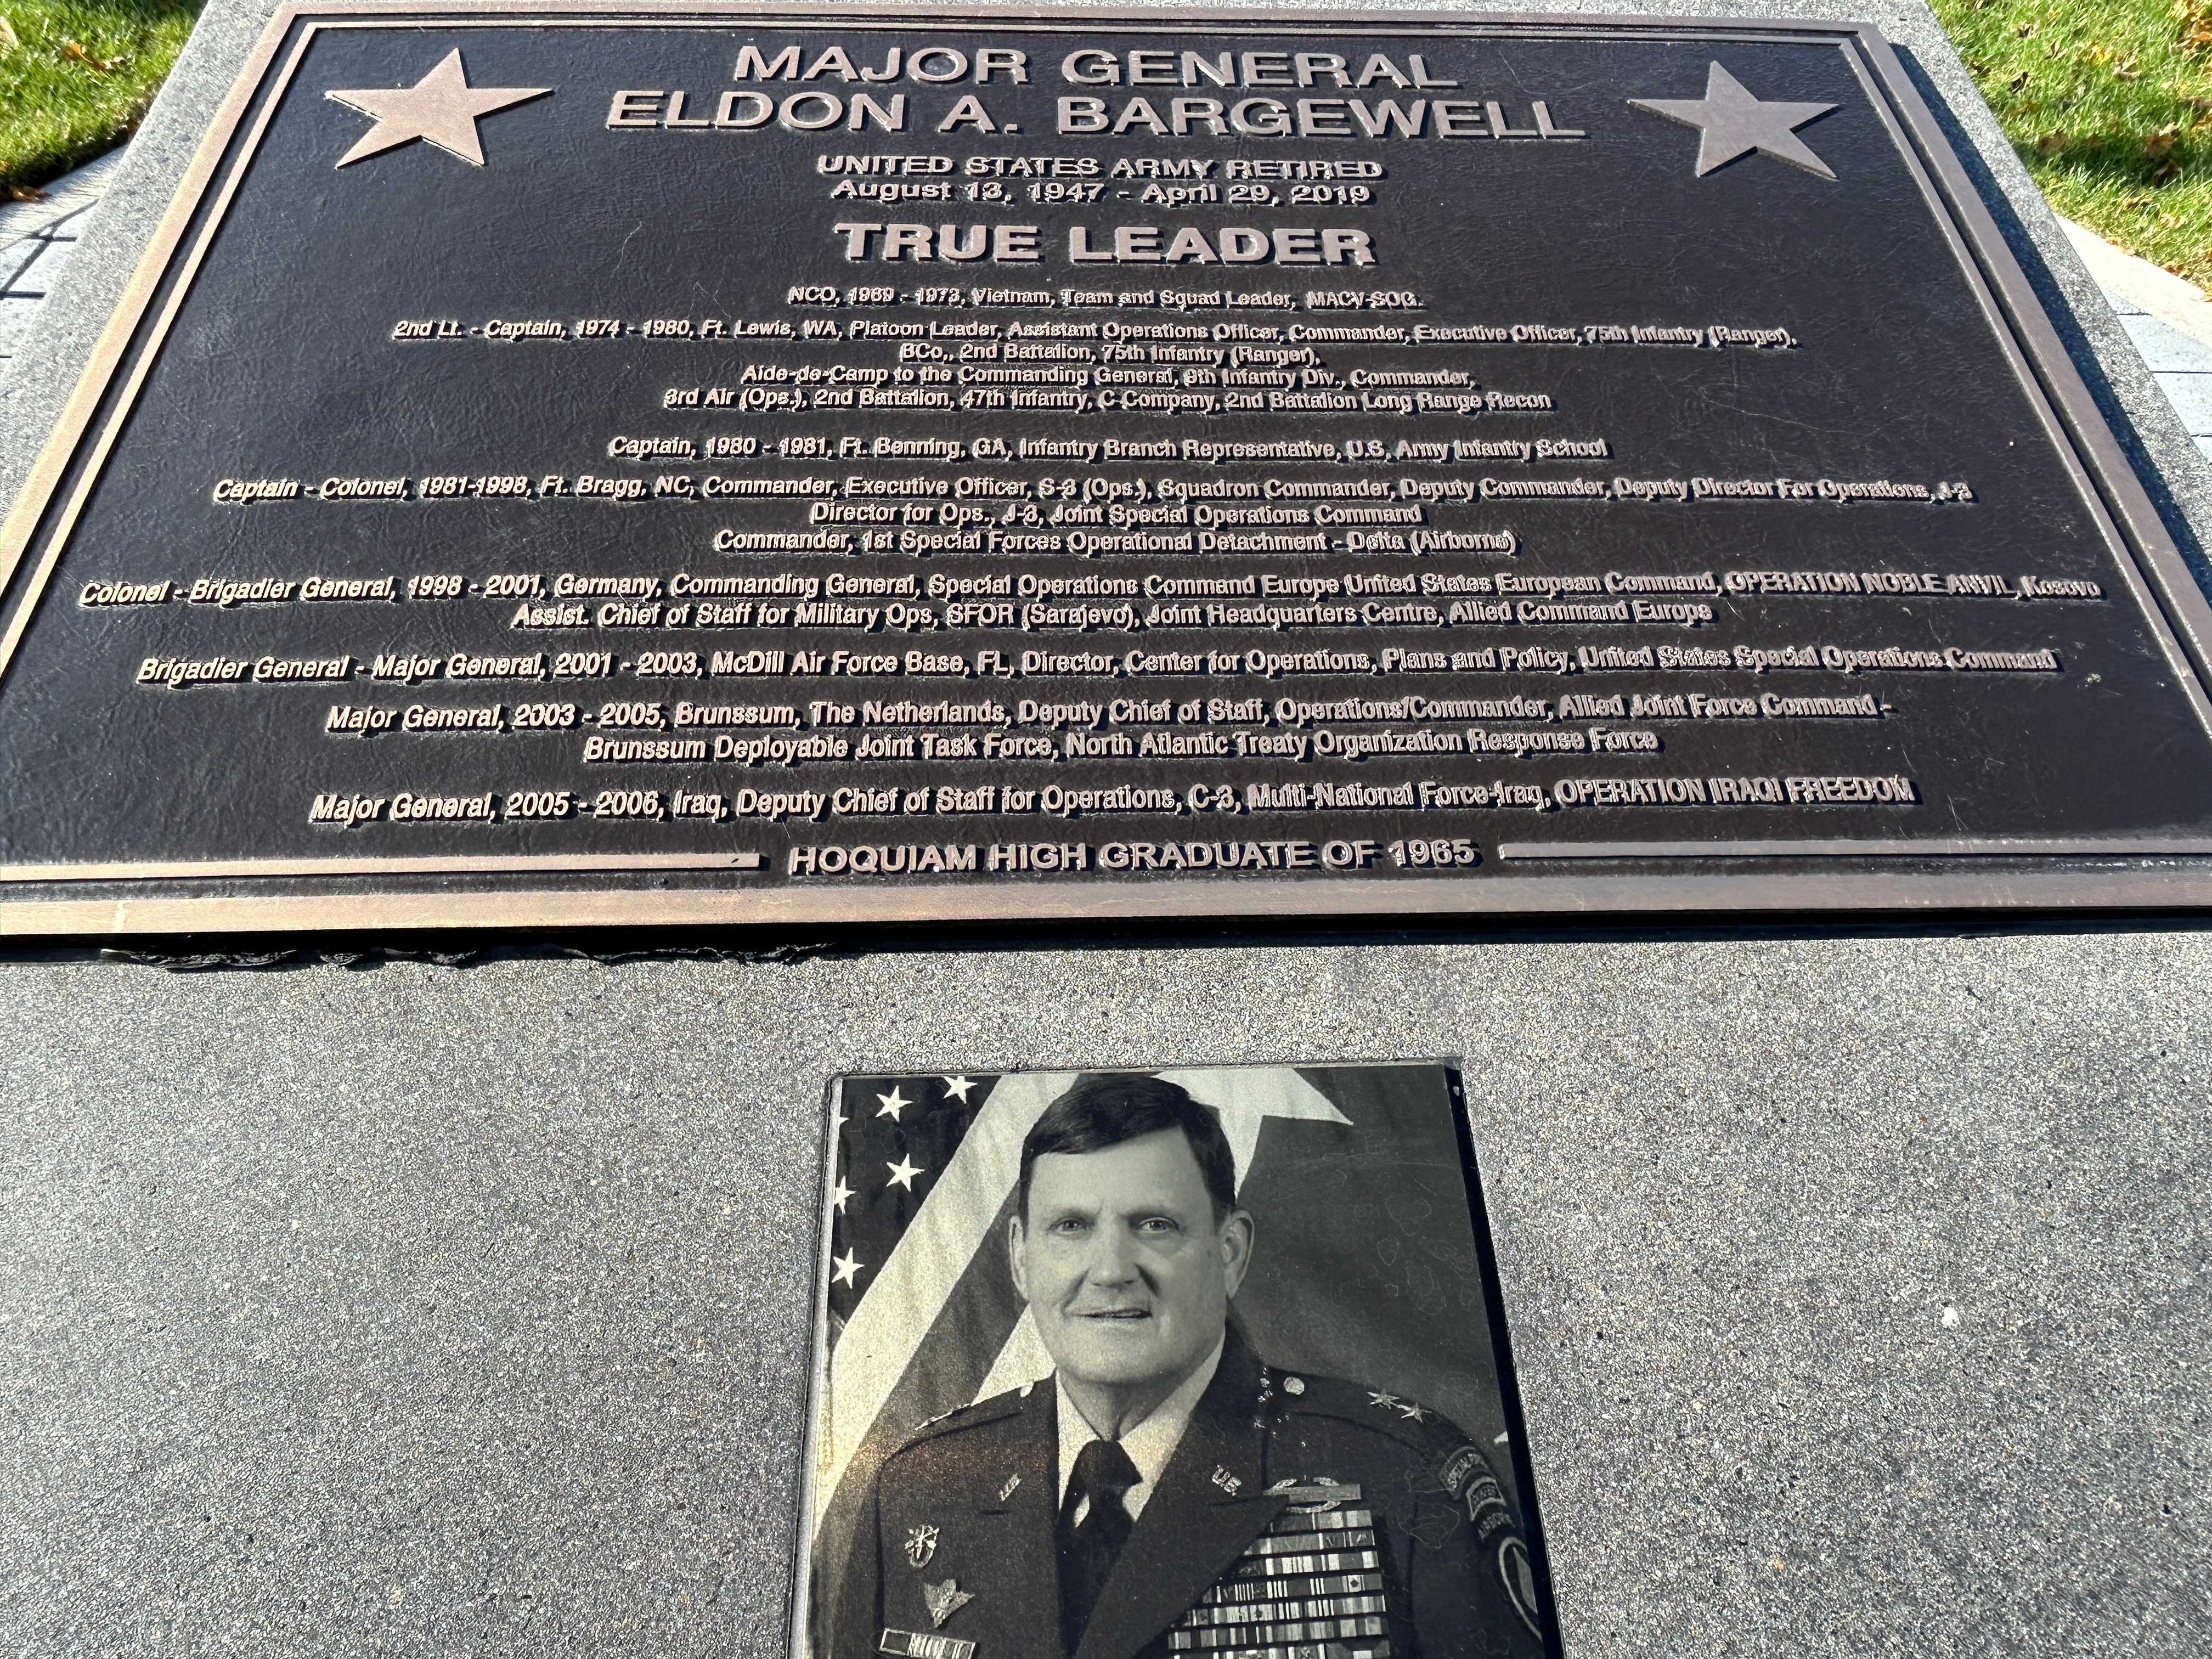 MAJOR GENERAL
ELDON A. BARGEWELL
UNITED STATES ARMY RETIRED
August 13, 1947 - April 29, 2019
TRUE LEADER
NCO, 1969 - 1973, Vietnam, Team and Squad Leader, MACV-SOG.
2nd Lt. - Captain, 1974 - 1980, Ft. Lewis, WA, Platoon Leader, Assistant Operations Officer, Commander, Executive Officer, 75th Infantry (Ranger),
BCo,, 2nd Battalion, 75th Infantry (Ranger),
Aide-de-Camp to the Commanding General, 9th Infantry Div., Commander,
3rd Air (Ops.), 2nd Battalion, 47th Infantry, C Company, 2nd Battalion Long Range Recon
Captain, 1980 - 1981, Ft. Benning, GA, Infantry Branch Representative, U.S. Army Infantry School
Captain - Colonel, 1981-1998, Ft. Bragg, NC, Commander, Executive Officer, S-3 (Ops.), Squadron Commander, Deputy Commander, Deputy Director For Operations, J-3
Director for Ops., J-3, Joint Special Operations Command
Commander, 1st Special Forces Operational Detachment - Delta (Airborne)
Colonel - Brigadier General, 1998 - 2001, Germany, Commanding General, Special Operations Command Europe United States European Command, OPERATION NOBLE ANVIL, Kosovo
Assist. Chief of Staff for Military Ops, SFOR (Sarajevo), Joint Headquarters Centre, Allied Command Europe
Brigadier General - Major General, 2001 - 2003, McDill Air Force Base, FL, Director, Center for Operations, Plans and Policy, United States Special Operations Command
Major General, 2003 - 2005, Brunssum, The Netherlands, Deputy Chief of Staff, Operations/Commander, Allied Joint Force Command -
Brunssum Deployable Joint Task Force, North Atlantic Treaty Organization Response Force
Major General, 2005 - 2006, Iraq, Deputy Chief of Staff for Operations, C-3, Multi-National Force-Iraq, OPERATION IRAQI FREEDOM
HOQUIAM HIGH GRADUATE OF 1965
U.S.